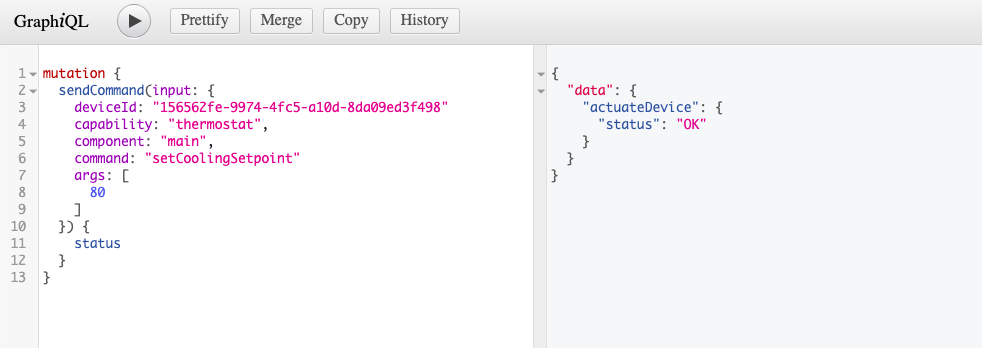 GraphiQL Prettify Merge Copy History
1 mutation {
2 sendCommand(input: {
3 deviceId: "156562fe-9974-4fc5-a10d-8da09ed3f498"
4 capability: "thermostat",
5 component: "main",
6 command: "setCoolingSetpoint"
7 args: [
8 80
9 ]
10 }) {
11 status
12 }
13 }
{
"data": {
"actuateDevice": {
"status": "OK"
}
}
}